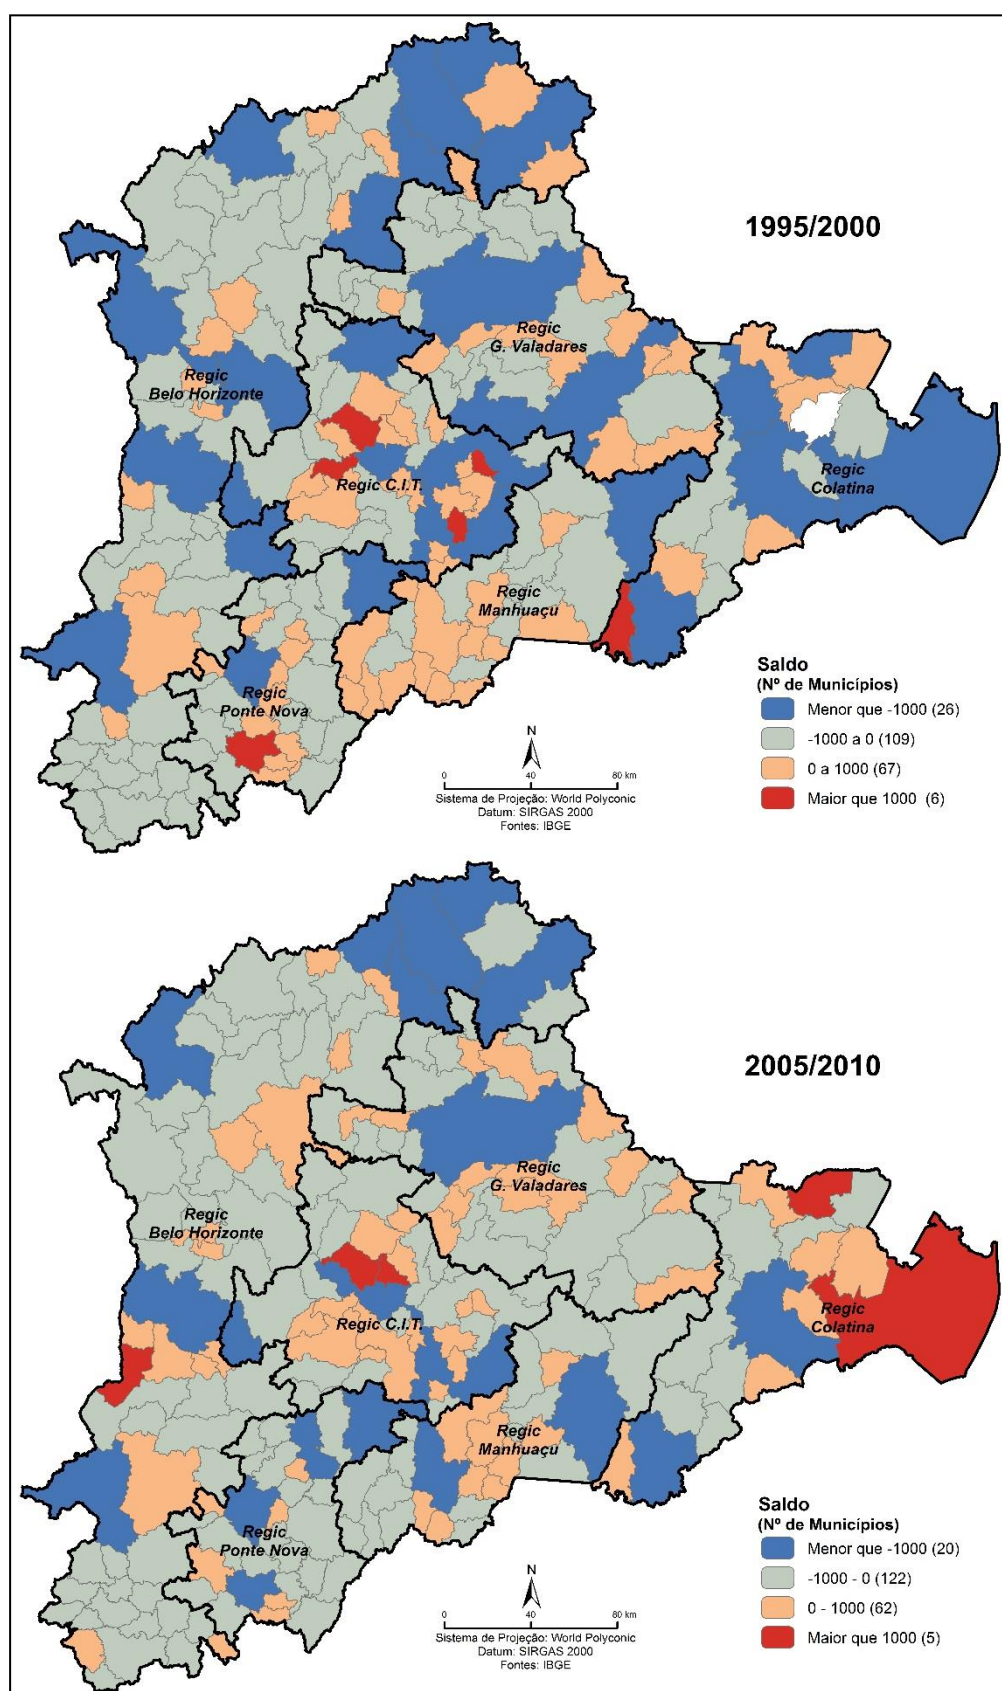 1995/2000
Regic
G. Valadares
Regic
Belo Horizonte
Regic C.I.T.
Regic
Colatina
Regic
Manhuaçu
Regic
Ponte Nova
Saldo
(Nº de Municípios)
Menor que -1000 (26)
-1000 a 0 (109)
0 a 1000 (67)
Maior que 1000 (6)
N
0 40 80 km
Sistema de Projeção: World Polyconic
Datum: SIRGAS 2000
Fontes: IBGE
2005/2010
Regic
G. Valadares
Regic
Belo Horizonte
Regic C.I.T.
Regic
Colatina
Regic
Manhuaçu
Regic
Ponte Nova
Saldo
(Nº de Municípios)
Menor que -1000 (20)
-1000 - 0 (122)
0 - 1000 (62)
Maior que 1000 (5)
N
0 40 80 km
Sistema de Projeção: World Polyconic
Datum: SIRGAS 2000
Fontes: IBGE